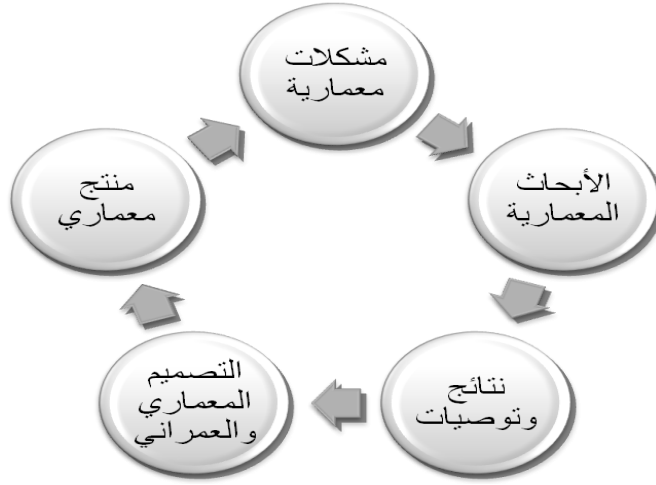 مشكلات
معمارية
الأبحاث
المعمارية
نتائج
وتوصيات
التصميم
المعماري
والعمراني
منتج
معماري